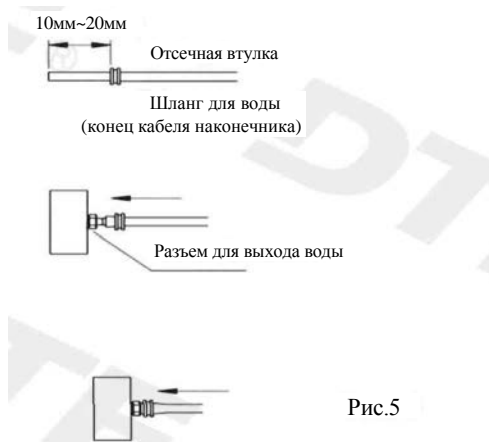 10мм~20мм
Отсечная втулка
Шланг для воды
(конец кабеля наконечника)
Разъем для выхода воды
Рис.5